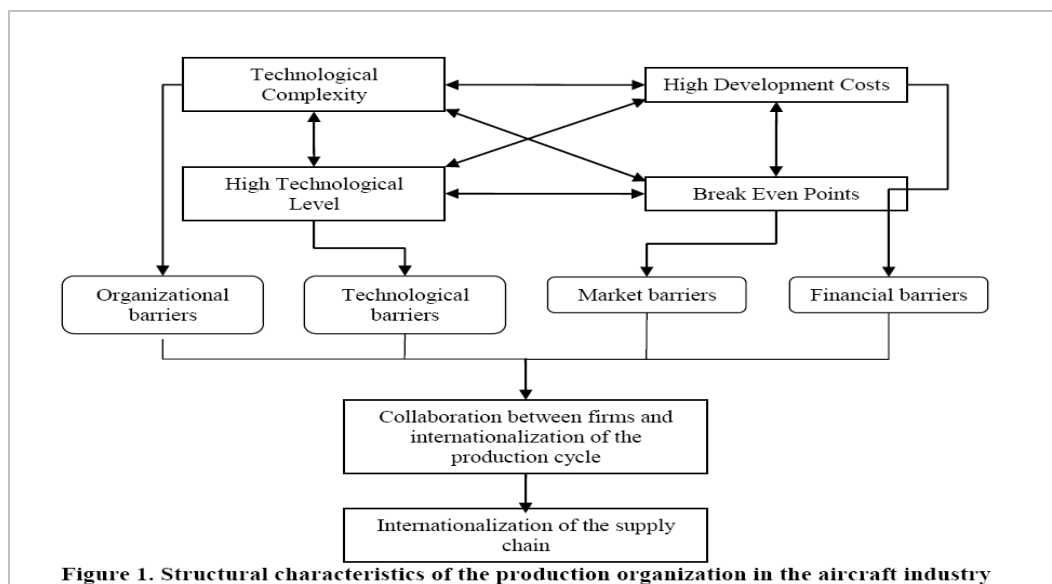 Technological
Complexity
High Development Costs
High Technological
Level
Break Even Points
Organizational
barriers
Technological
barriers
Market barriers
Financial barriers
Collaboration between firms and
internationalization of the
production cycle
Internationalization of the supply
chain
Figure 1. Structural characteristics of the production organization in the aircraft industry